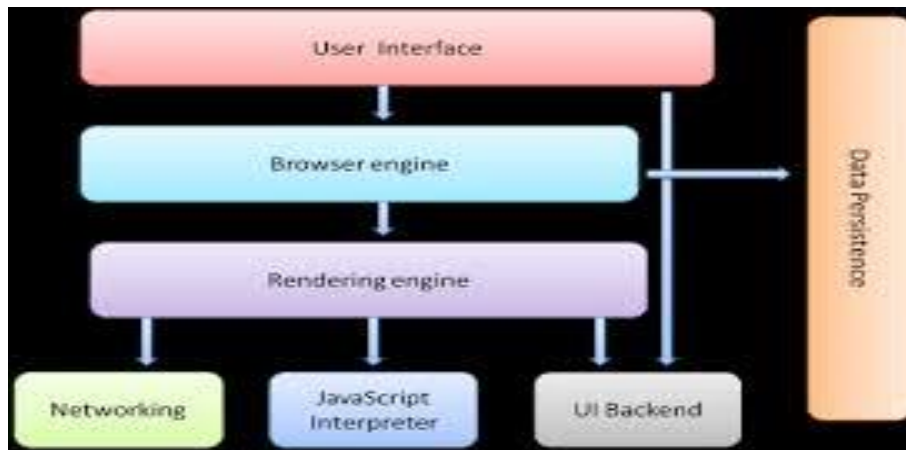 User Interface
Browser engine
Data Persistence
Rendering engine
Networking
JavaScript
Interpreter
UI Backend